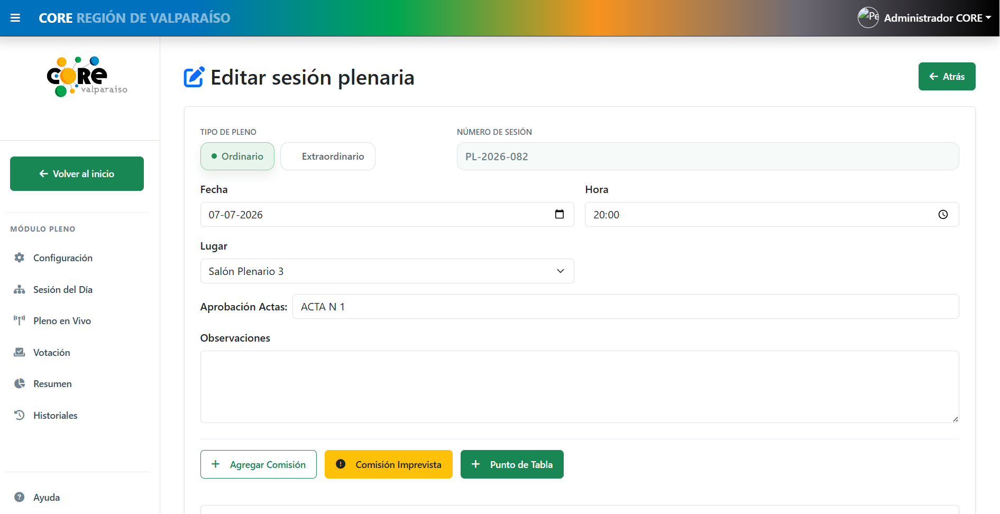 CORE REGIÓN DE VALPARAÍSO
Administrador CORE
core
valparaíso
Volver al inicio
MÓDULO PLENO
Configuración
Sesión del Día
Pleno en Vivo
Votación
Resumen
Historiales
Ayuda
Editar sesión plenaria
Atrás
TIPO DE PLENO
NÚMERO DE SESIÓN
Ordinario
Extraordinario
PL-2026-082
Fecha
Hora
07-07-2026
20:00
Lugar
Salón Plenario 3
Aprobación Actas:
ACTA N 1
Observaciones
Agregar Comisión
Comisión Imprevista
Punto de Tabla